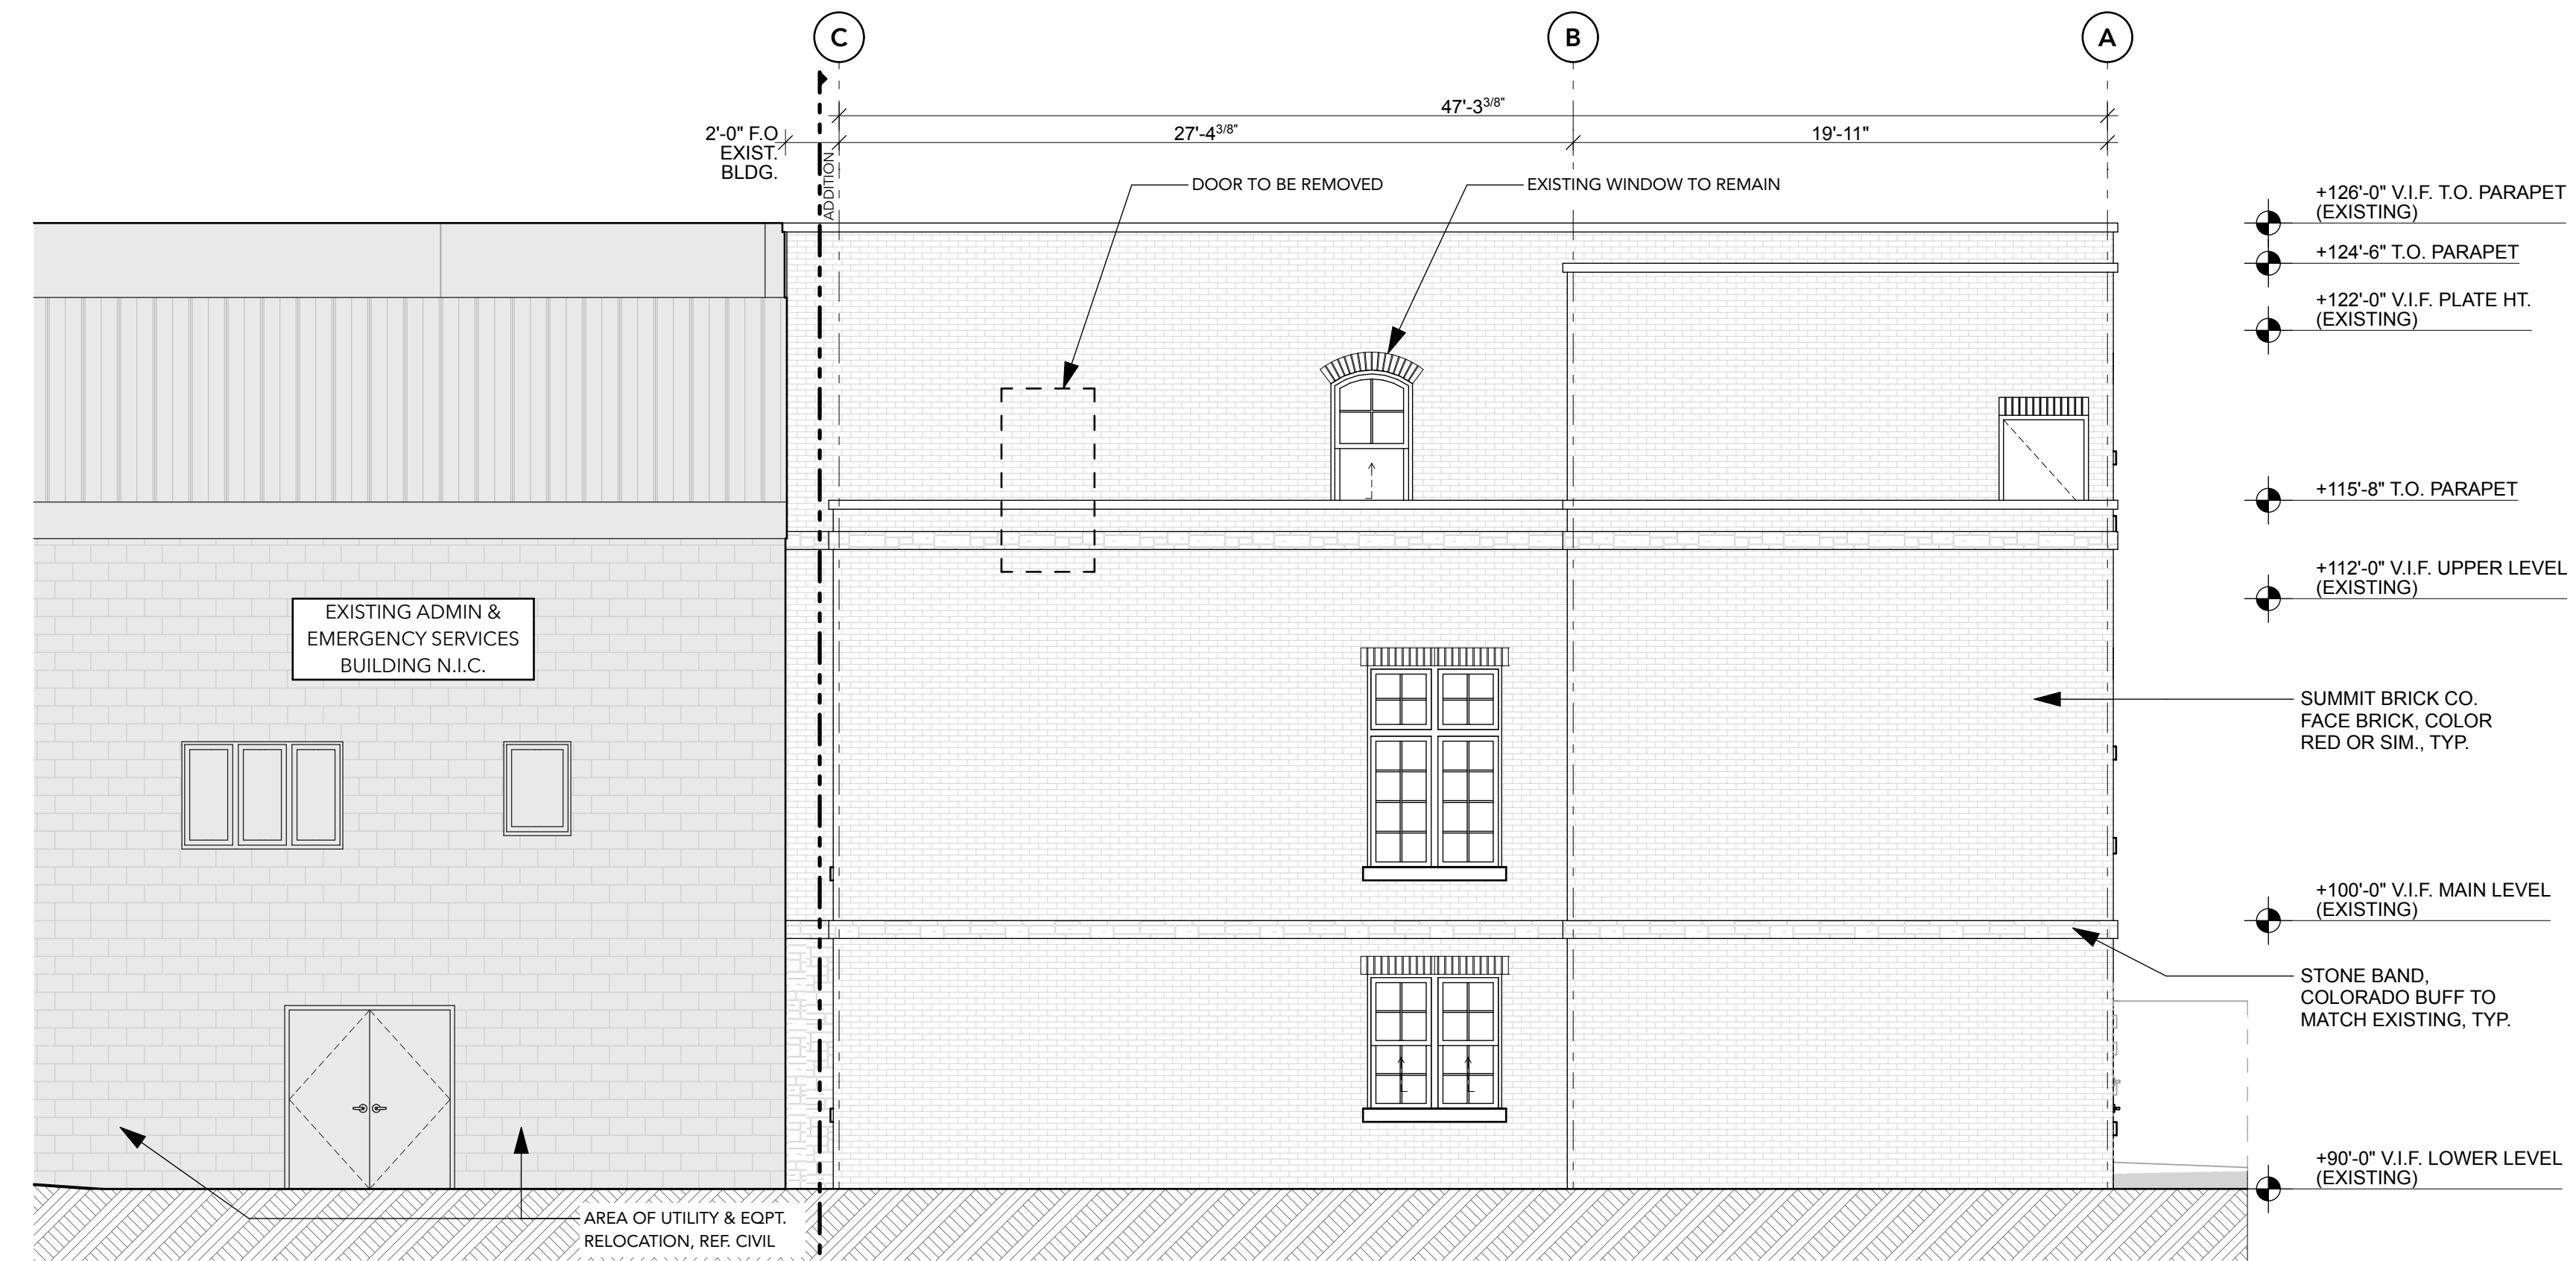 C
B
A
47'-3 3/8"
2'-0" F.O
EXIST.
BLDG.
27'-4 3/8"
19'-11"
ADDITION
DOOR TO BE REMOVED
EXISTING WINDOW TO REMAIN
+126'-0" V.I.F. T.O. PARAPET
(EXISTING)
+124'-6" T.O. PARAPET
+122'-0" V.I.F. PLATE HT.
(EXISTING)
+115'-8" T.O. PARAPET
+112'-0" V.I.F. UPPER LEVEL
(EXISTING)
EXISTING ADMIN &
EMERGENCY SERVICES
BUILDING N.I.C.
SUMMIT BRICK CO.
FACE BRICK, COLOR
RED OR SIM., TYP.
+100'-0" V.I.F. MAIN LEVEL
(EXISTING)
STONE BAND,
COLORADO BUFF TO
MATCH EXISTING, TYP.
+90'-0" V.I.F. LOWER LEVEL
(EXISTING)
AREA OF UTILITY & EQPT.
RELOCATION, REF. CIVIL